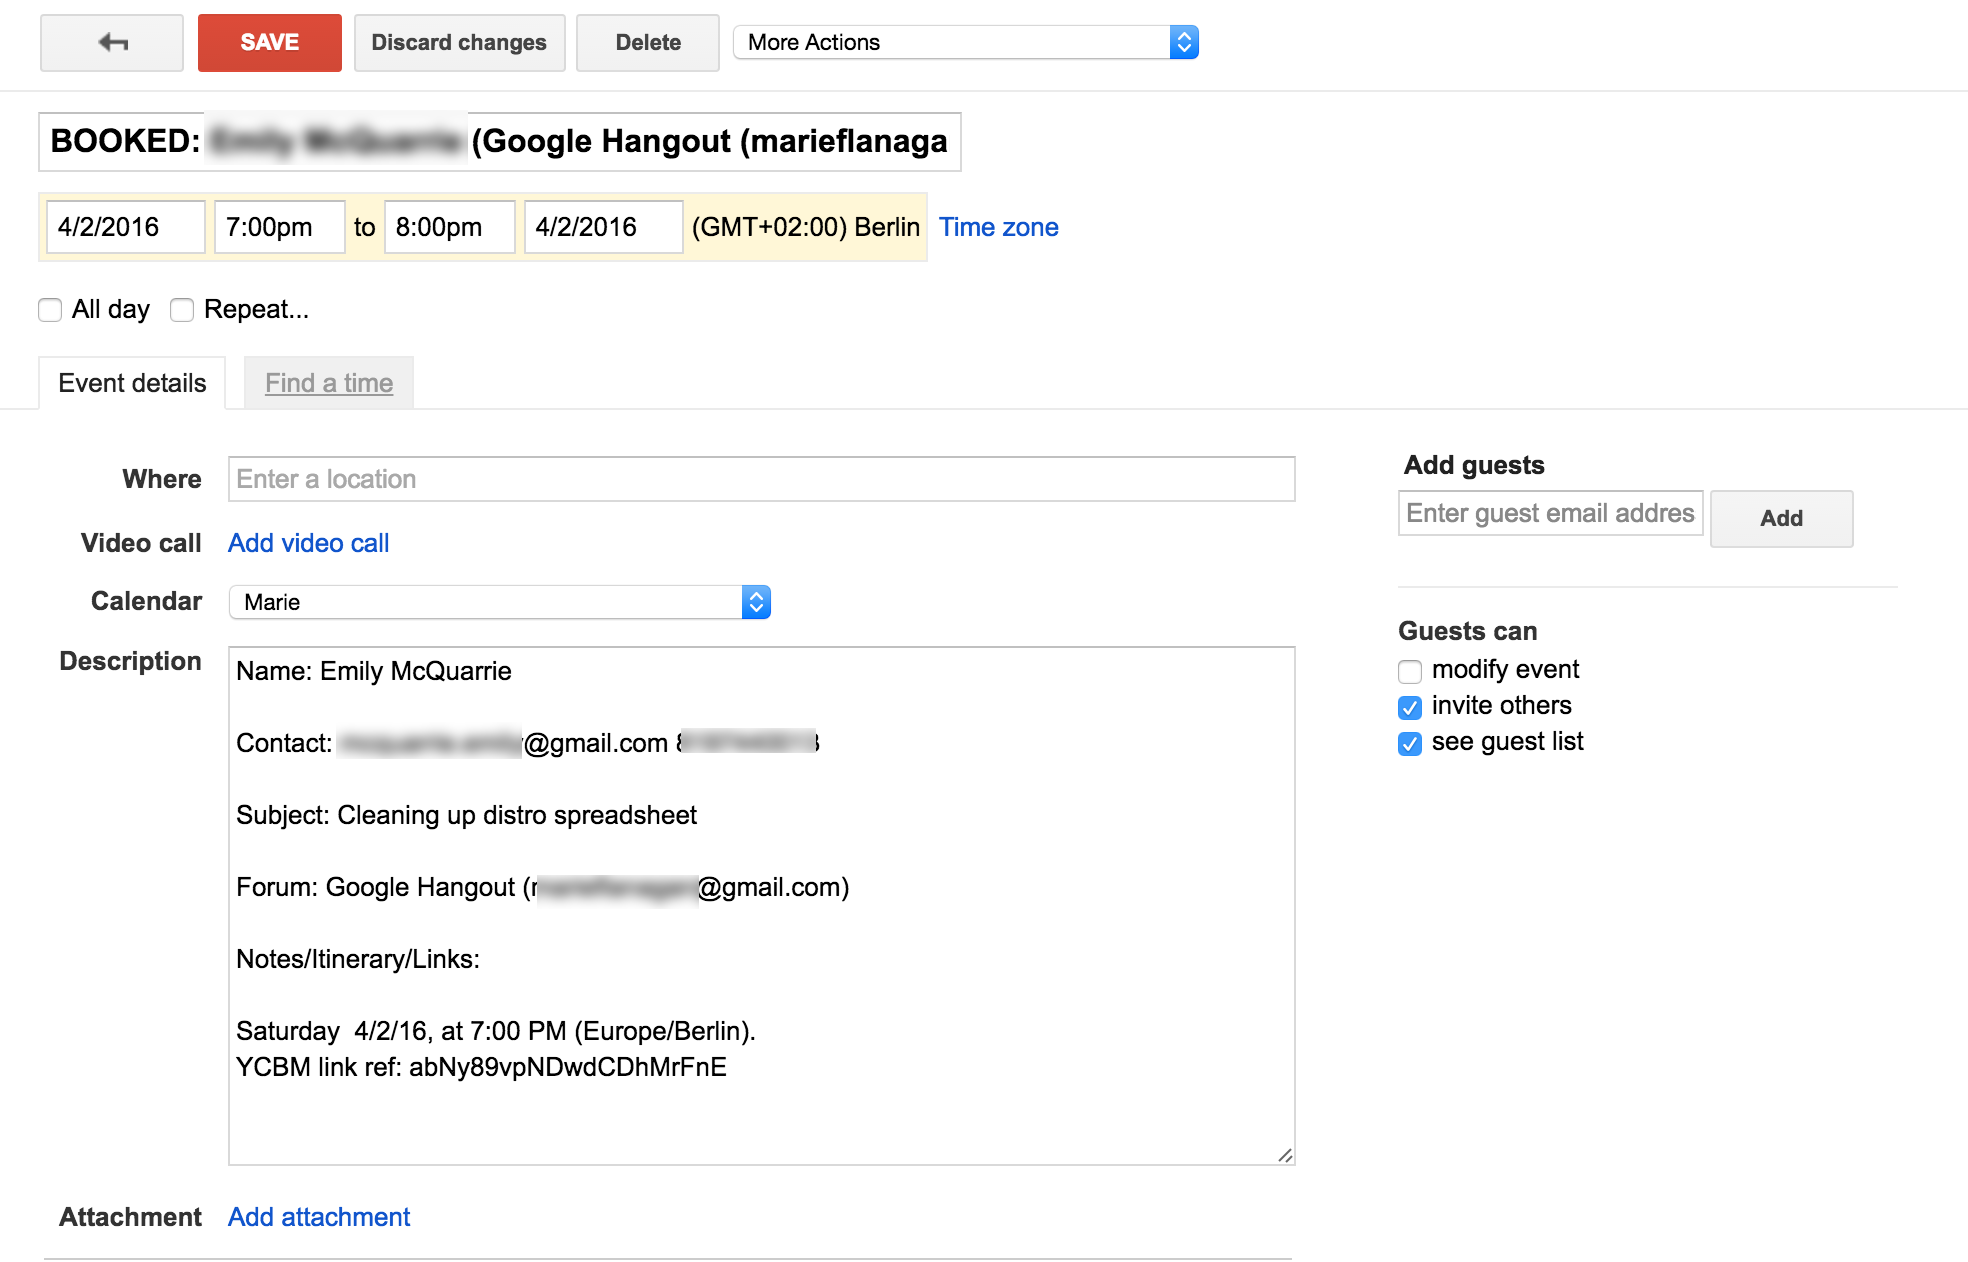 SAVE Discard changes Delete More Actions
BOOKED: (Google Hangout (marieflanaga
4/2/2016 7:00pm to 8:00pm 4/2/2016 (GMT+02:00) Berlin Time zone
All day Repeat...
Event details Find a time
Where Enter a location
Video call Add video call
Calendar Marie
Description
Name: Emily McQuarrie
Contact: @gmail.com
Subject: Cleaning up distro spreadsheet
Forum: Google Hangout ( @gmail.com)
Notes/Itinerary/Links:
Saturday  4/2/16, at 7:00 PM (Europe/Berlin).
YCBM link ref: abNy89vpNDwdCDhMrFnE
Attachment Add attachment
Add guests
Enter guest email addres Add
Guests can
modify event
invite others
see guest list